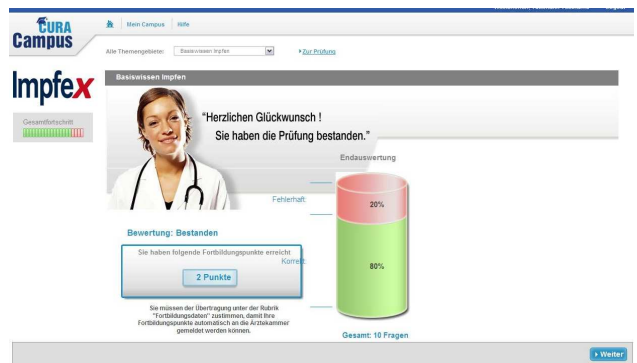 CURA
Campus
Mein Campus
Hilfe
Alle Themengebiete:
Basiswissen Impfen
Zur Prüfung
Impfex
Gesamtfortschritt
Basiswissen Impfen
"Herzlichen Glückwunsch !
Sie haben die Prüfung bestanden."
Endauswertung
Fehlerhaft:
20%
Bewertung: Bestanden
Sie haben folgende Fortbildungspunkte erreicht
Korrekt:
80%
2 Punkte
Sie müssen der Übertragung unter der Rubrik
"Fortbildungsdaten" zustimmen, damit Ihre
Fortbildungspunkte automatisch an die Ärztekammer
gemeldet werden können.
Gesamt: 10 Fragen
Weiter